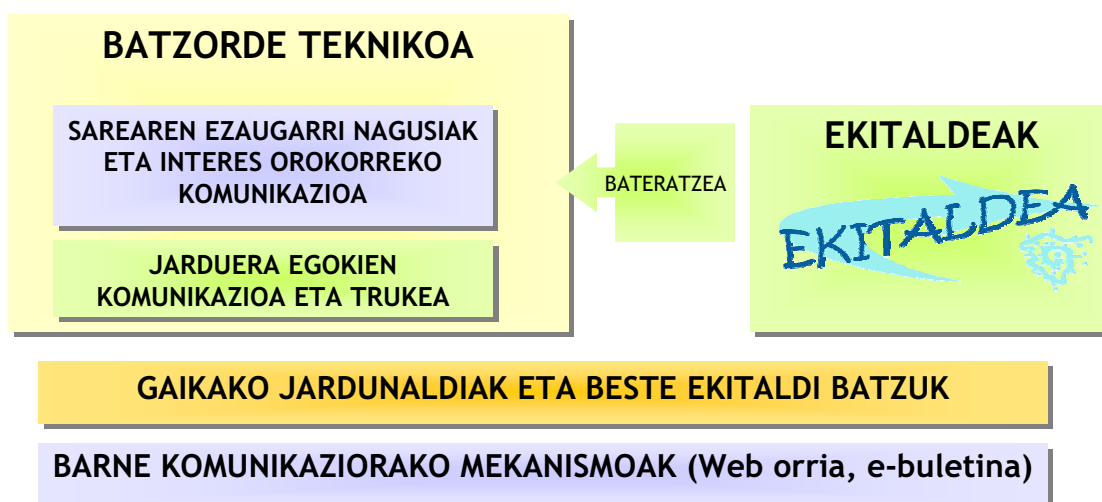 BATZORDE TEKNIKOA
SAREAREN EZAUGARRI NAGUSIAK
ETA INTERES OROKORREKO
KOMUNIKAZIOA
JARDUERA EGOKIEN
KOMUNIKAZIOA ETA TRUKEA
BATERATZEA
EKITALDEAK
EKITALDEA
GAIKAKO JARDUNALDIAK ETA BESTE EKITALDI BATZUK
BARNE KOMUNIKAZIORAKO MEKANISMOAK (Web orria, e-buletina)